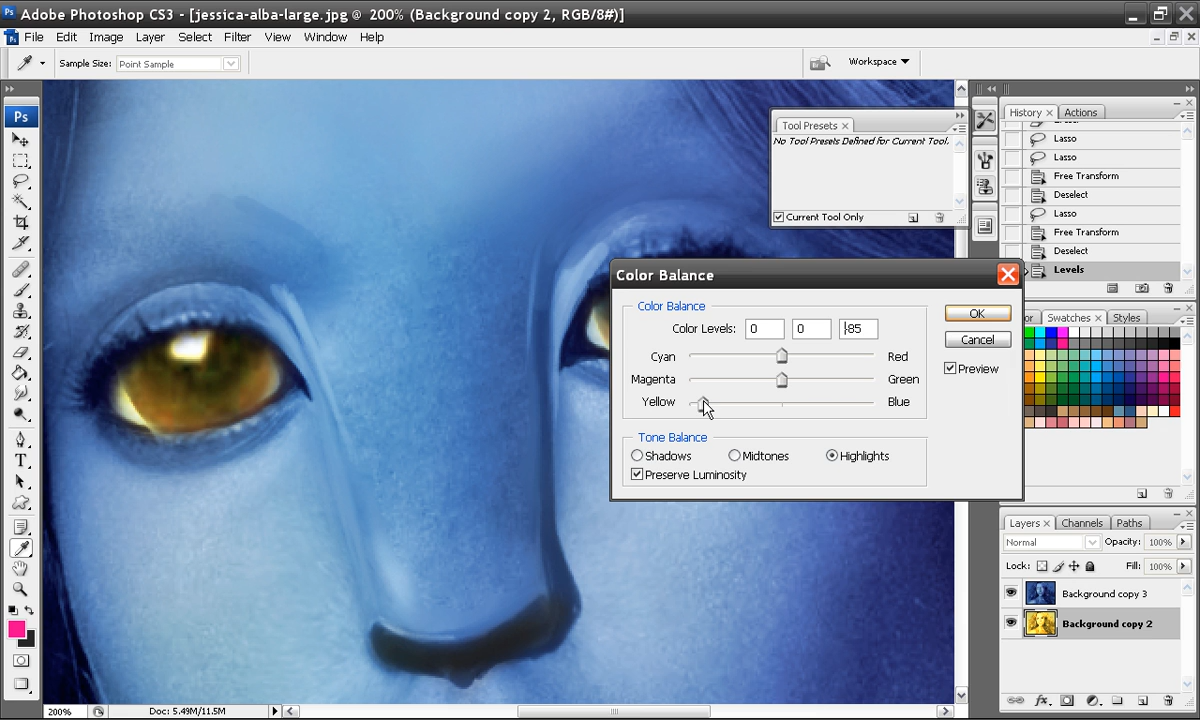 Adobe Photoshop CS3 - [jessica-alba-large.jpg @ 200% (Background copy 2, RGB/8#)]
File Edit Image Layer Select Filter View Window Help
Sample Size: Point Sample
Workspace
Ps
Tool Presets
No Tool Presets Defined for Current Tool.
Current Tool Only
History Actions
Lasso
Lasso
Free Transform
Deselect
Lasso
Free Transform
Deselect
Levels
Color Balance
Color Balance
Color Levels: 0 0 -85
Cyan Red
Magenta Green
Yellow Blue
Tone Balance
Shadows Midtones Highlights
Preserve Luminosity
OK
Cancel
Preview
Swatches Styles
Layers Channels Paths
Normal Opacity: 100%
Lock: Fill: 100%
Background copy 3
Background copy 2
200% Doc: 5.49M/11.5M